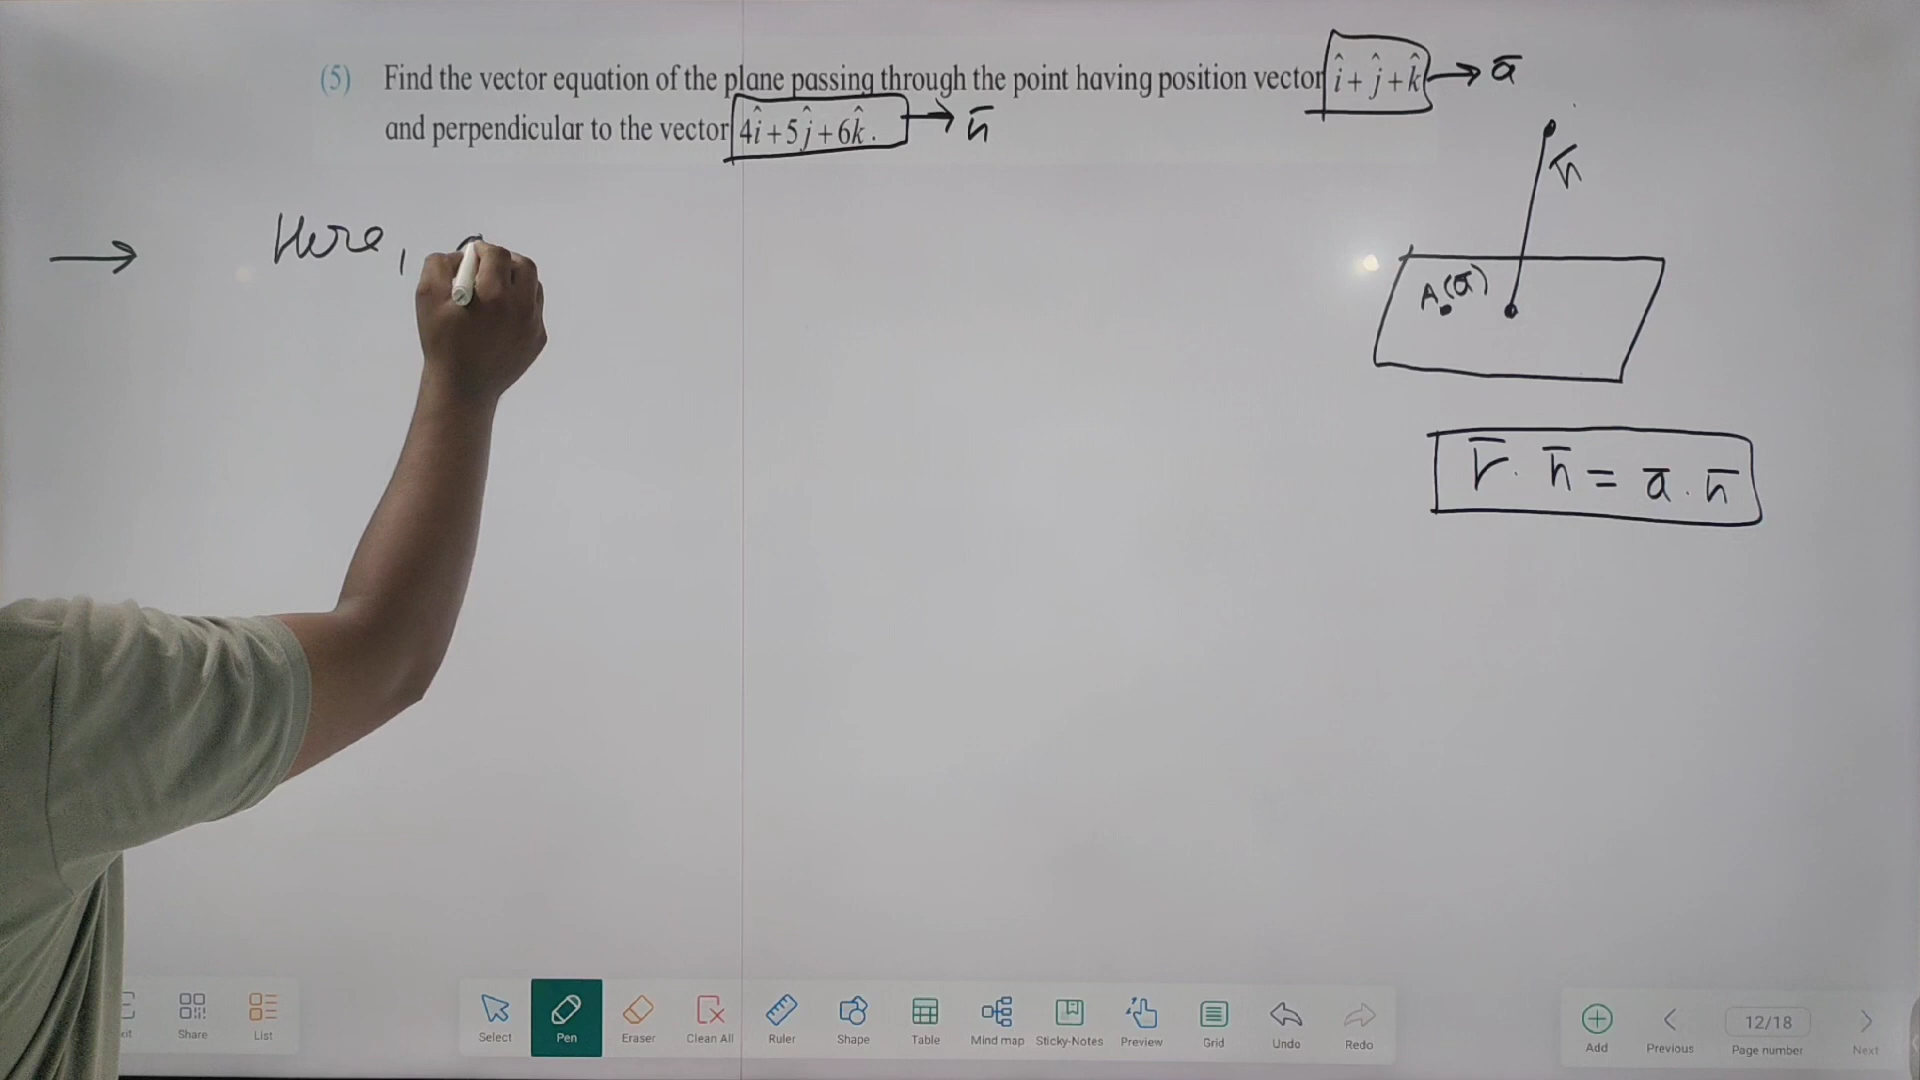 (5) Find the vector equation of the plane passing through the point having position vector î + ĵ + k̂ → a̅
and perpendicular to the vector 4î + 5ĵ + 6k̂. → n̅
n̅
Here,
A(a̅)
r̅ . n̅ = a̅ . n̅
Share List Select Pen Eraser Clean All Ruler Shape Table Mind map Sticky-Notes Preview Grid Undo Redo Add Previous 12/18 Page number Next